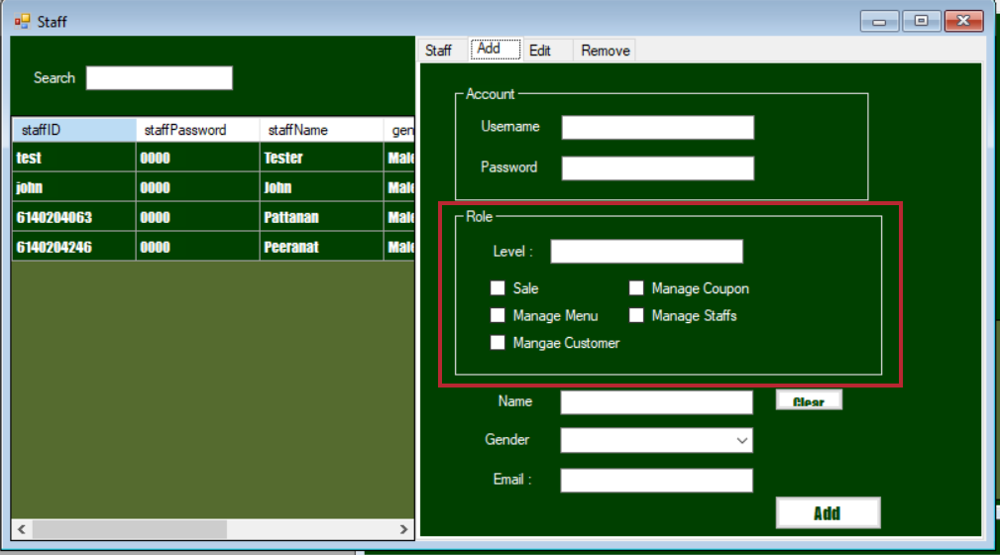 Staff
Search
staffID staffPassword staffName gen
test 0000 Tester Male
john 0000 John Male
6140204063 0000 Pattanan Male
6140204246 0000 Peeranat Male
Staff Add Edit Remove
Account
Username
Password
Role
Level :
Sale Manage Coupon
Manage Menu Manage Staffs
Mangae Customer
Name Clear
Gender
Email :
Add